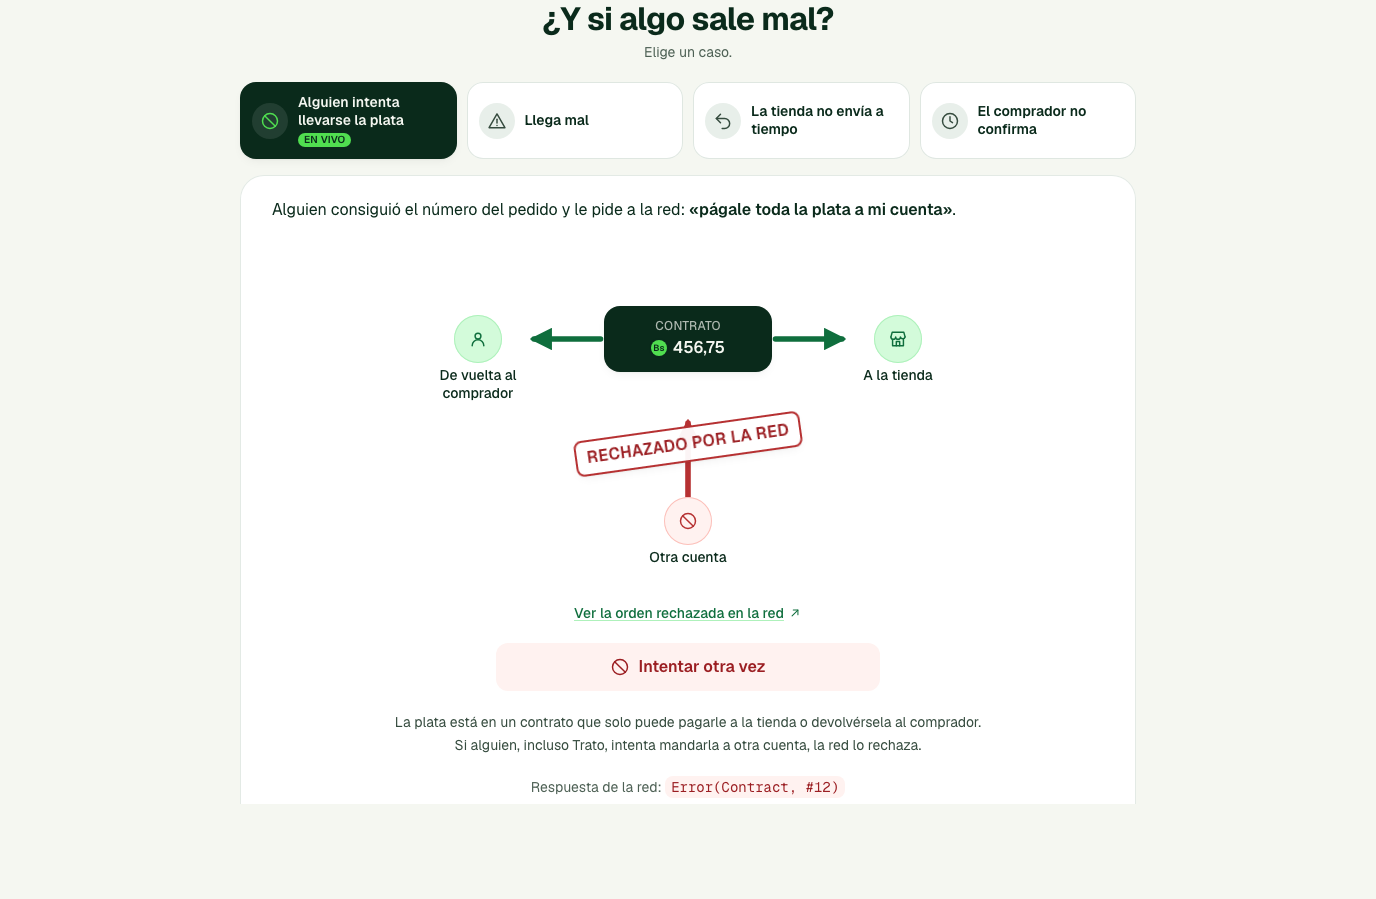 ¿Y si algo sale mal?
Elige un caso.
Alguien intenta
llevarse la plata
EN VIVO
Llega mal
La tienda no envía a
tiempo
El comprador no
confirma
Alguien consiguió el número del pedido y le pide a la red: «págale toda la plata a mi cuenta».
CONTRATO
Bs 456,75
De vuelta al
comprador
A la tienda
RECHAZADO POR LA RED
Otra cuenta
Ver la orden rechazada en la red ↗
Intentar otra vez
La plata está en un contrato que solo puede pagarle a la tienda o devolvérsela al comprador.
Si alguien, incluso Trato, intenta mandarla a otra cuenta, la red lo rechaza.
Respuesta de la red: Error(Contract, #12)